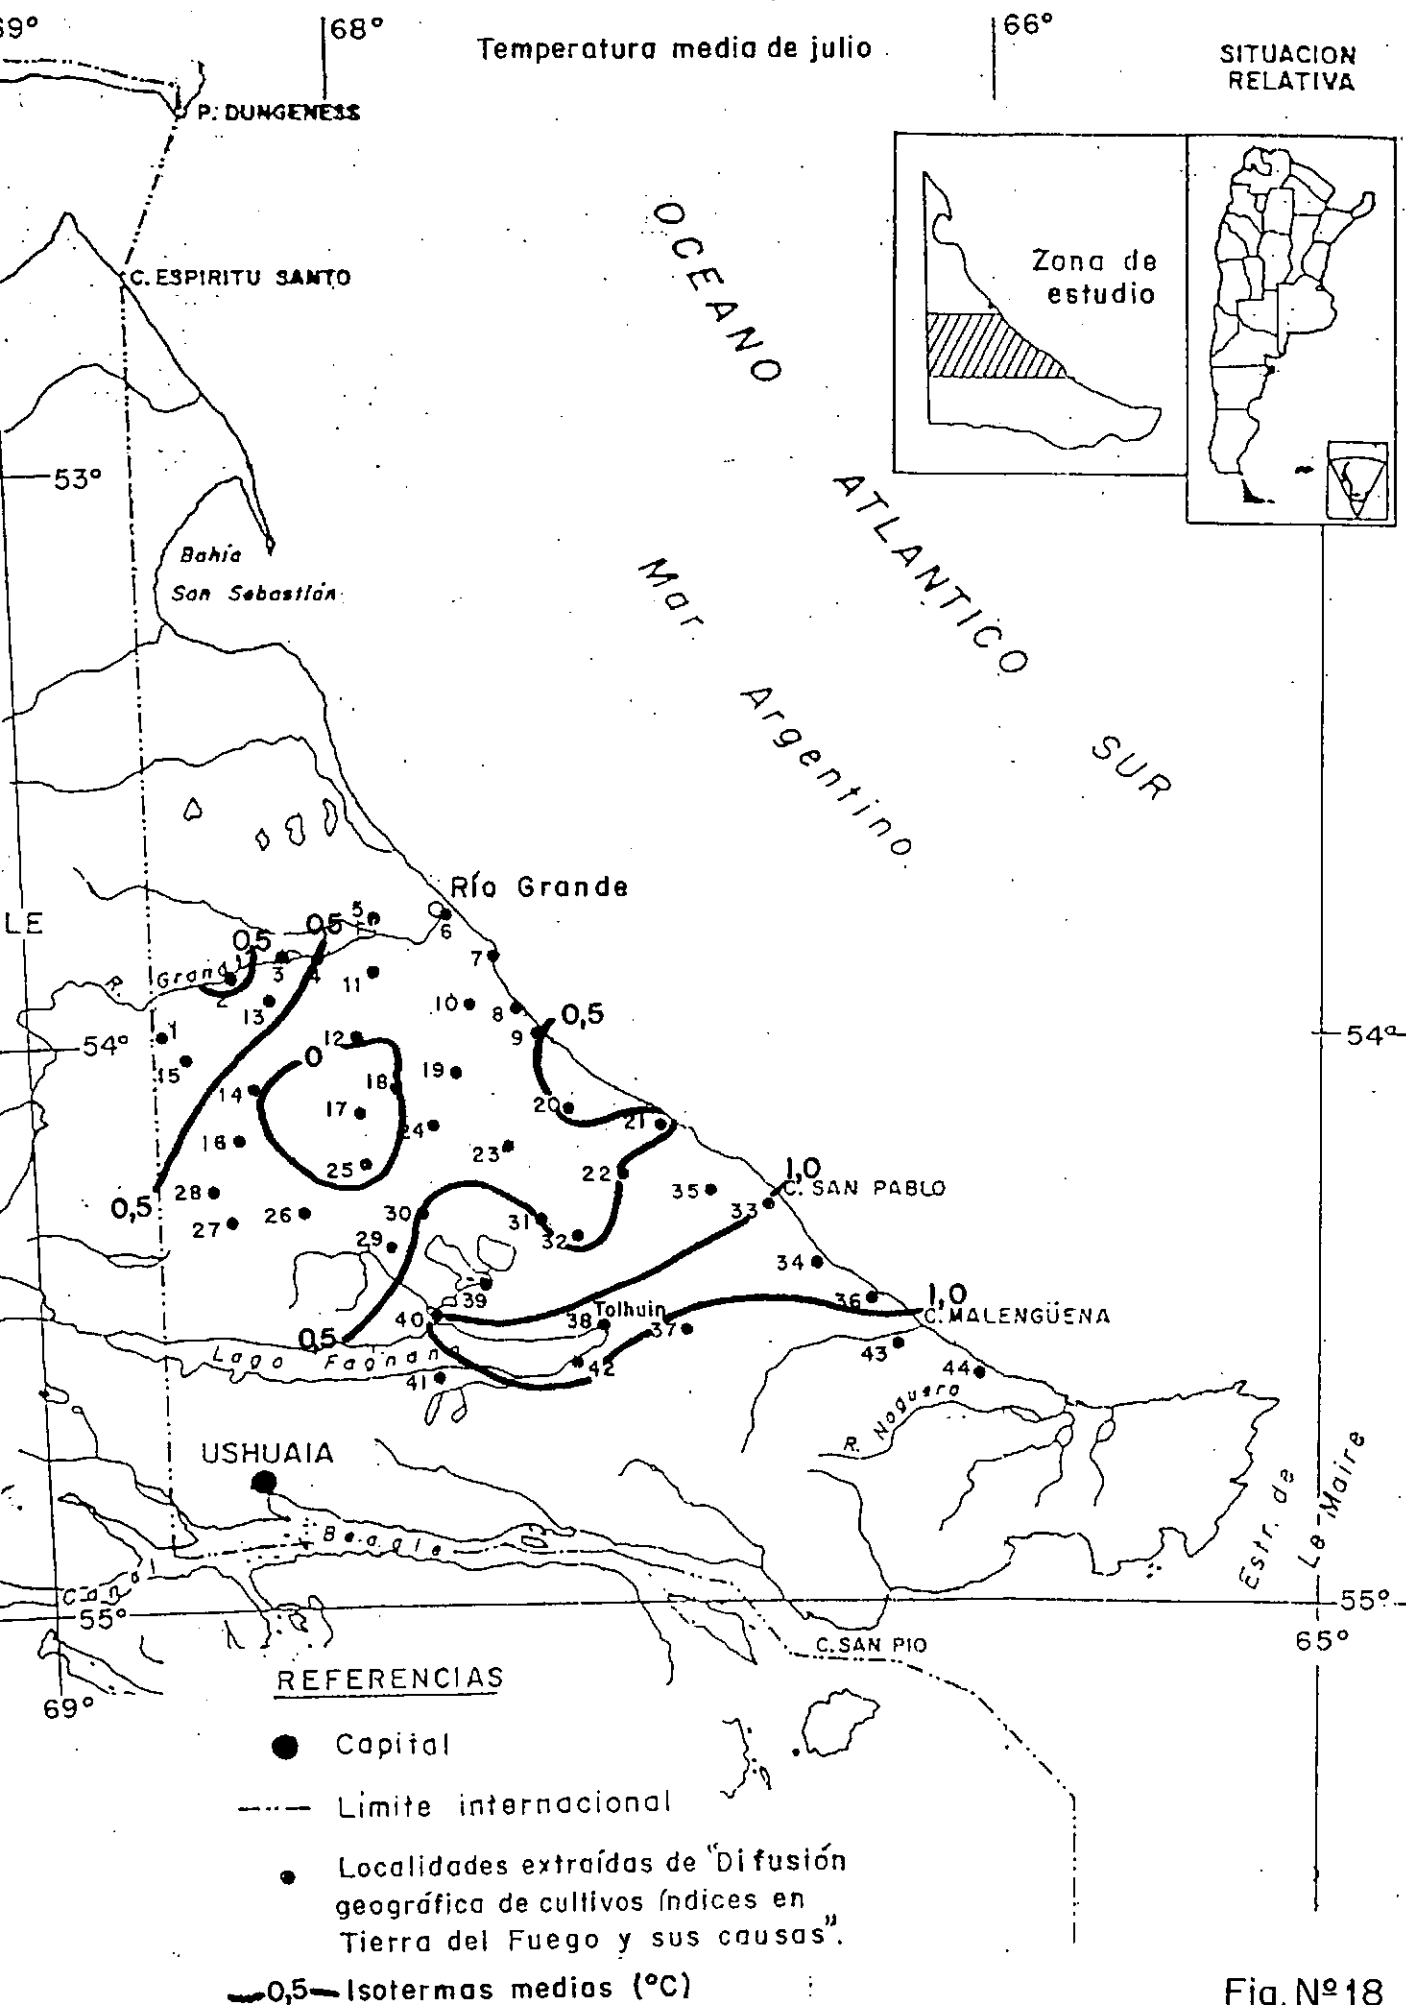 68°
66°
Temperatura media de julio
SITUACION
RELATIVA
P. DUNGENESS
C. ESPIRITU SANTO
Zona de
estudio
OCEANO
ATLANTICO
SUR
53°
Bahía
San Sebastián
Mar
Argentino
Río Grande
LE
0,5
0,5
5
6
7
R. Grande
2
3
4
11
13
10
8
9
0,5
1
54°
54°
12
0
15
14
18
19
17
20
21
16
24
23
22
25
1,0
C. SAN PABLO
0,5
28
27
26
30
31
32
35
33
29
34
39
36
1,0
C. MALENGÜENA
40
38
Tolhuin
37
0,5
Lago Fagnano
41
42
43
44
R. Noguera
USHUAIA
Canal
Beagle
Estr. de
Le Maire
55°
55°
C. SAN PIO
65°
69°
REFERENCIAS
Capital
Límite internacional
Localidades extraídas de "Difusión
geográfica de cultivos índices en
Tierra del Fuego y sus causas".
0,5 Isotermas medias (°C)
Fig. Nº 18